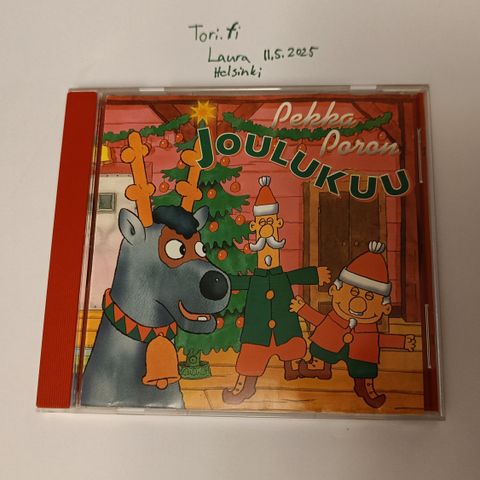 Tori.fi
Laura 11.5.2025
Helsinki
Pekka
Poron
JOULUKUU